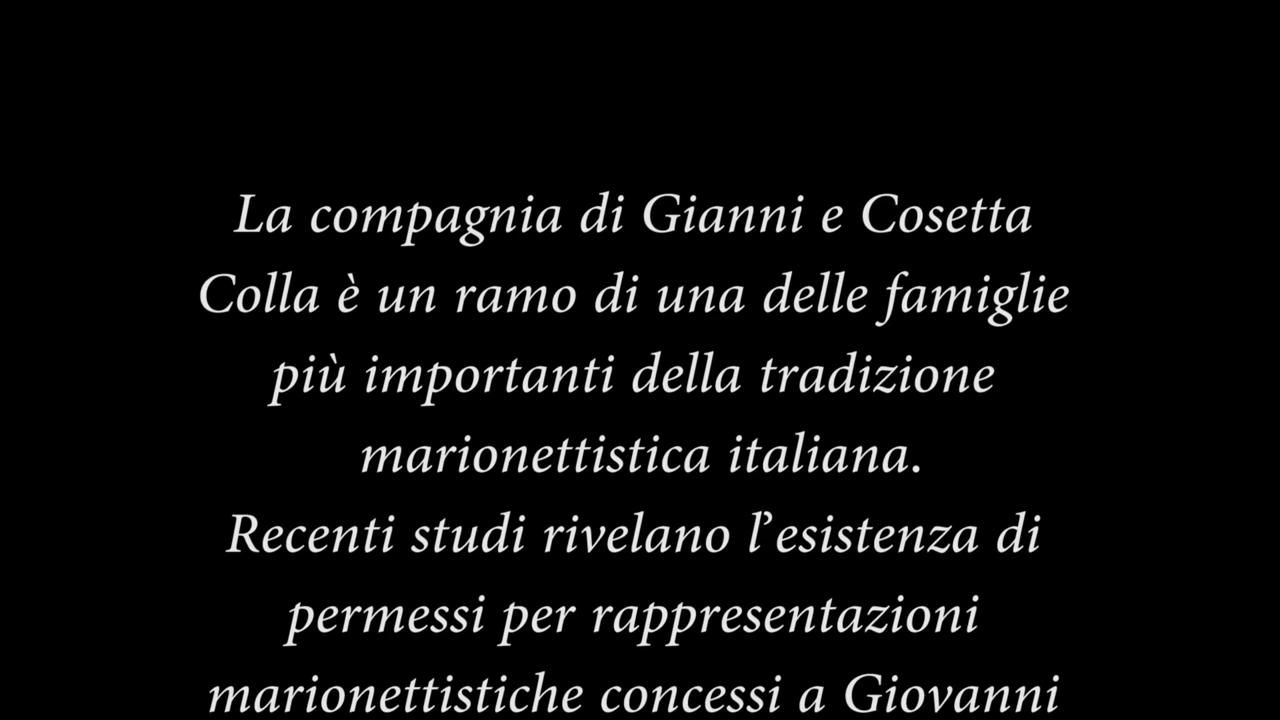 La compagnia di Gianni e Cosetta
Colla è un ramo di una delle famiglie
più importanti della tradizione
marionettistica italiana.
Recenti studi rivelano l’esistenza di
permessi per rappresentazioni
marionettistiche concessi a Giovanni